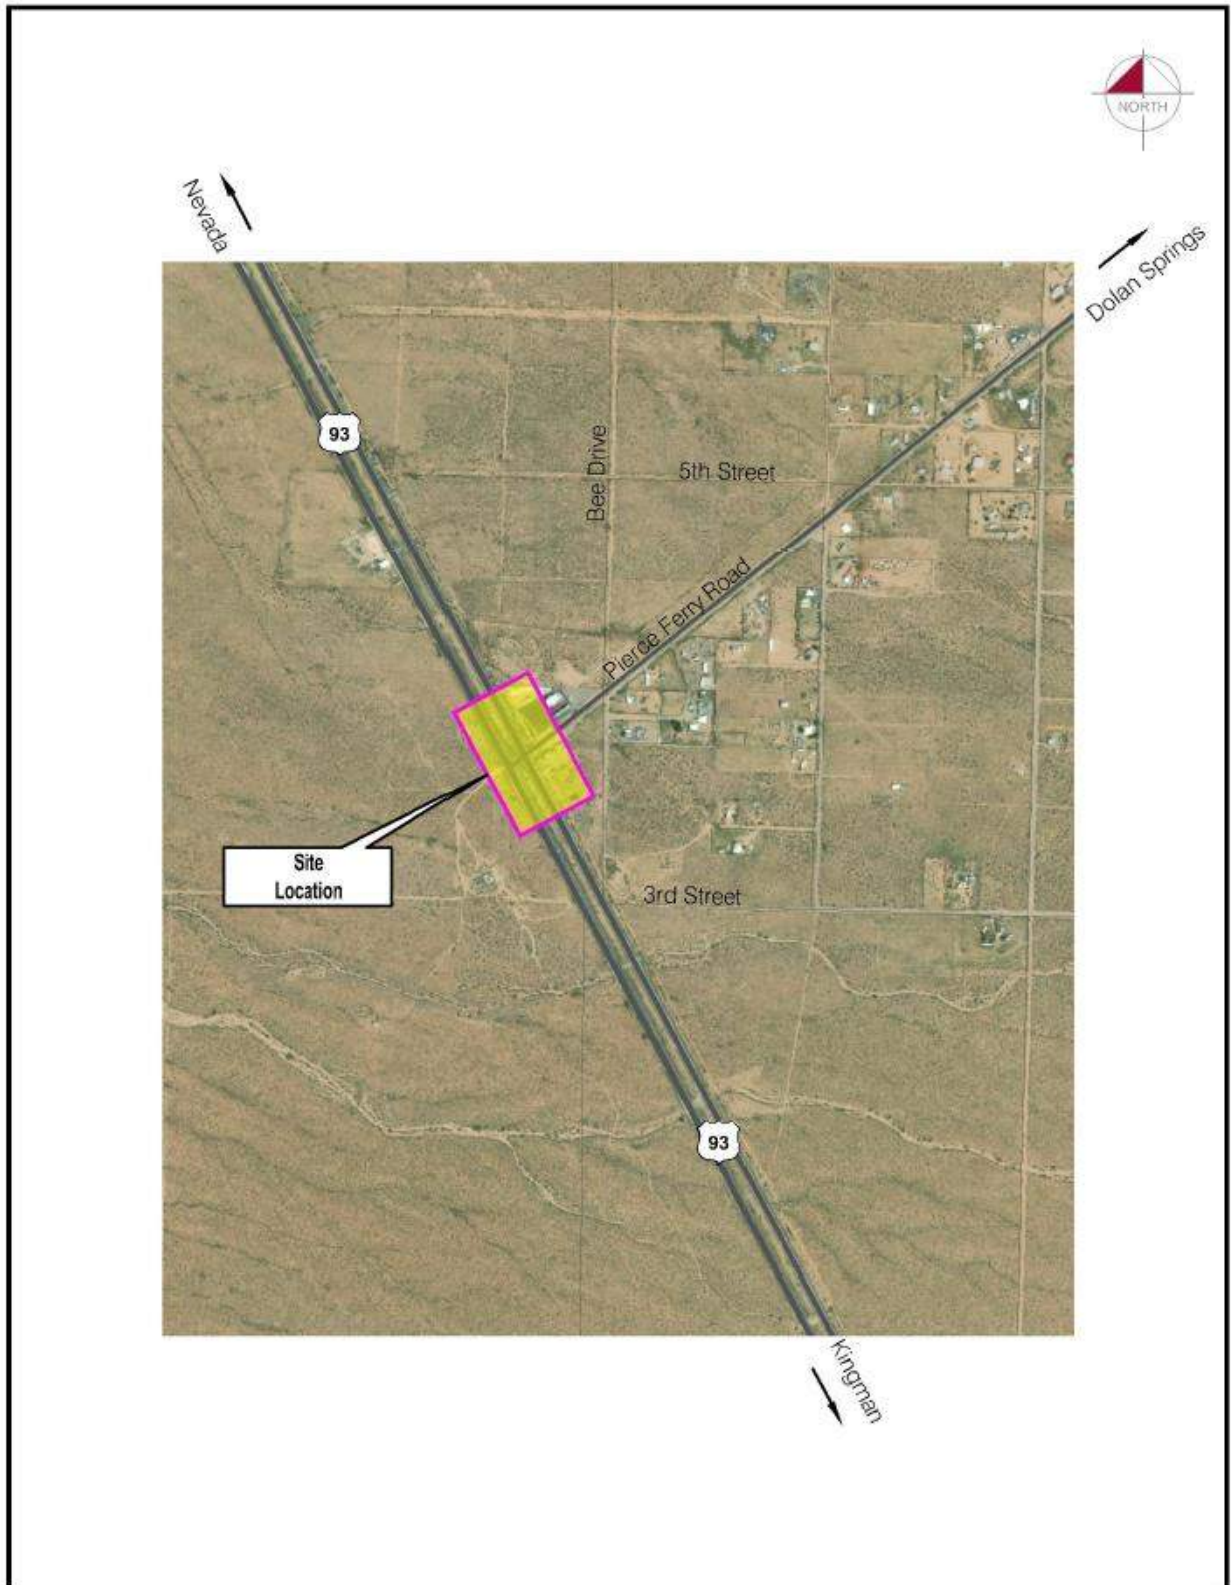 NORTH
Nevada
Dolan Springs
93
Bee Drive
5th Street
Pierce Ferry Road
Site
Location
3rd Street
93
Kingman